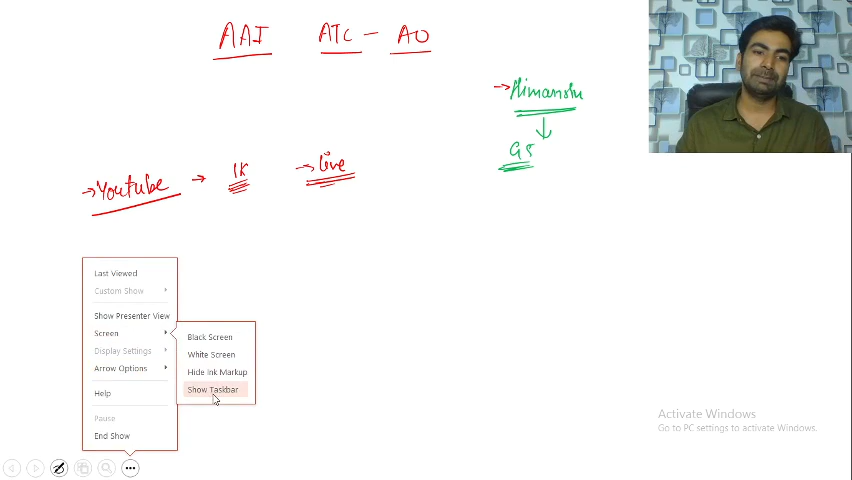 AAI ATC - AO
→Himanshu
↓
GS
→Youtube → 1K → live
Last Viewed
Custom Show
Show Presenter View
Screen
Display Settings
Arrow Options
Help
Pause
End Show
Black Screen
White Screen
Hide Ink Markup
Show Taskbar
Activate Windows
Go to PC settings to activate Windows.